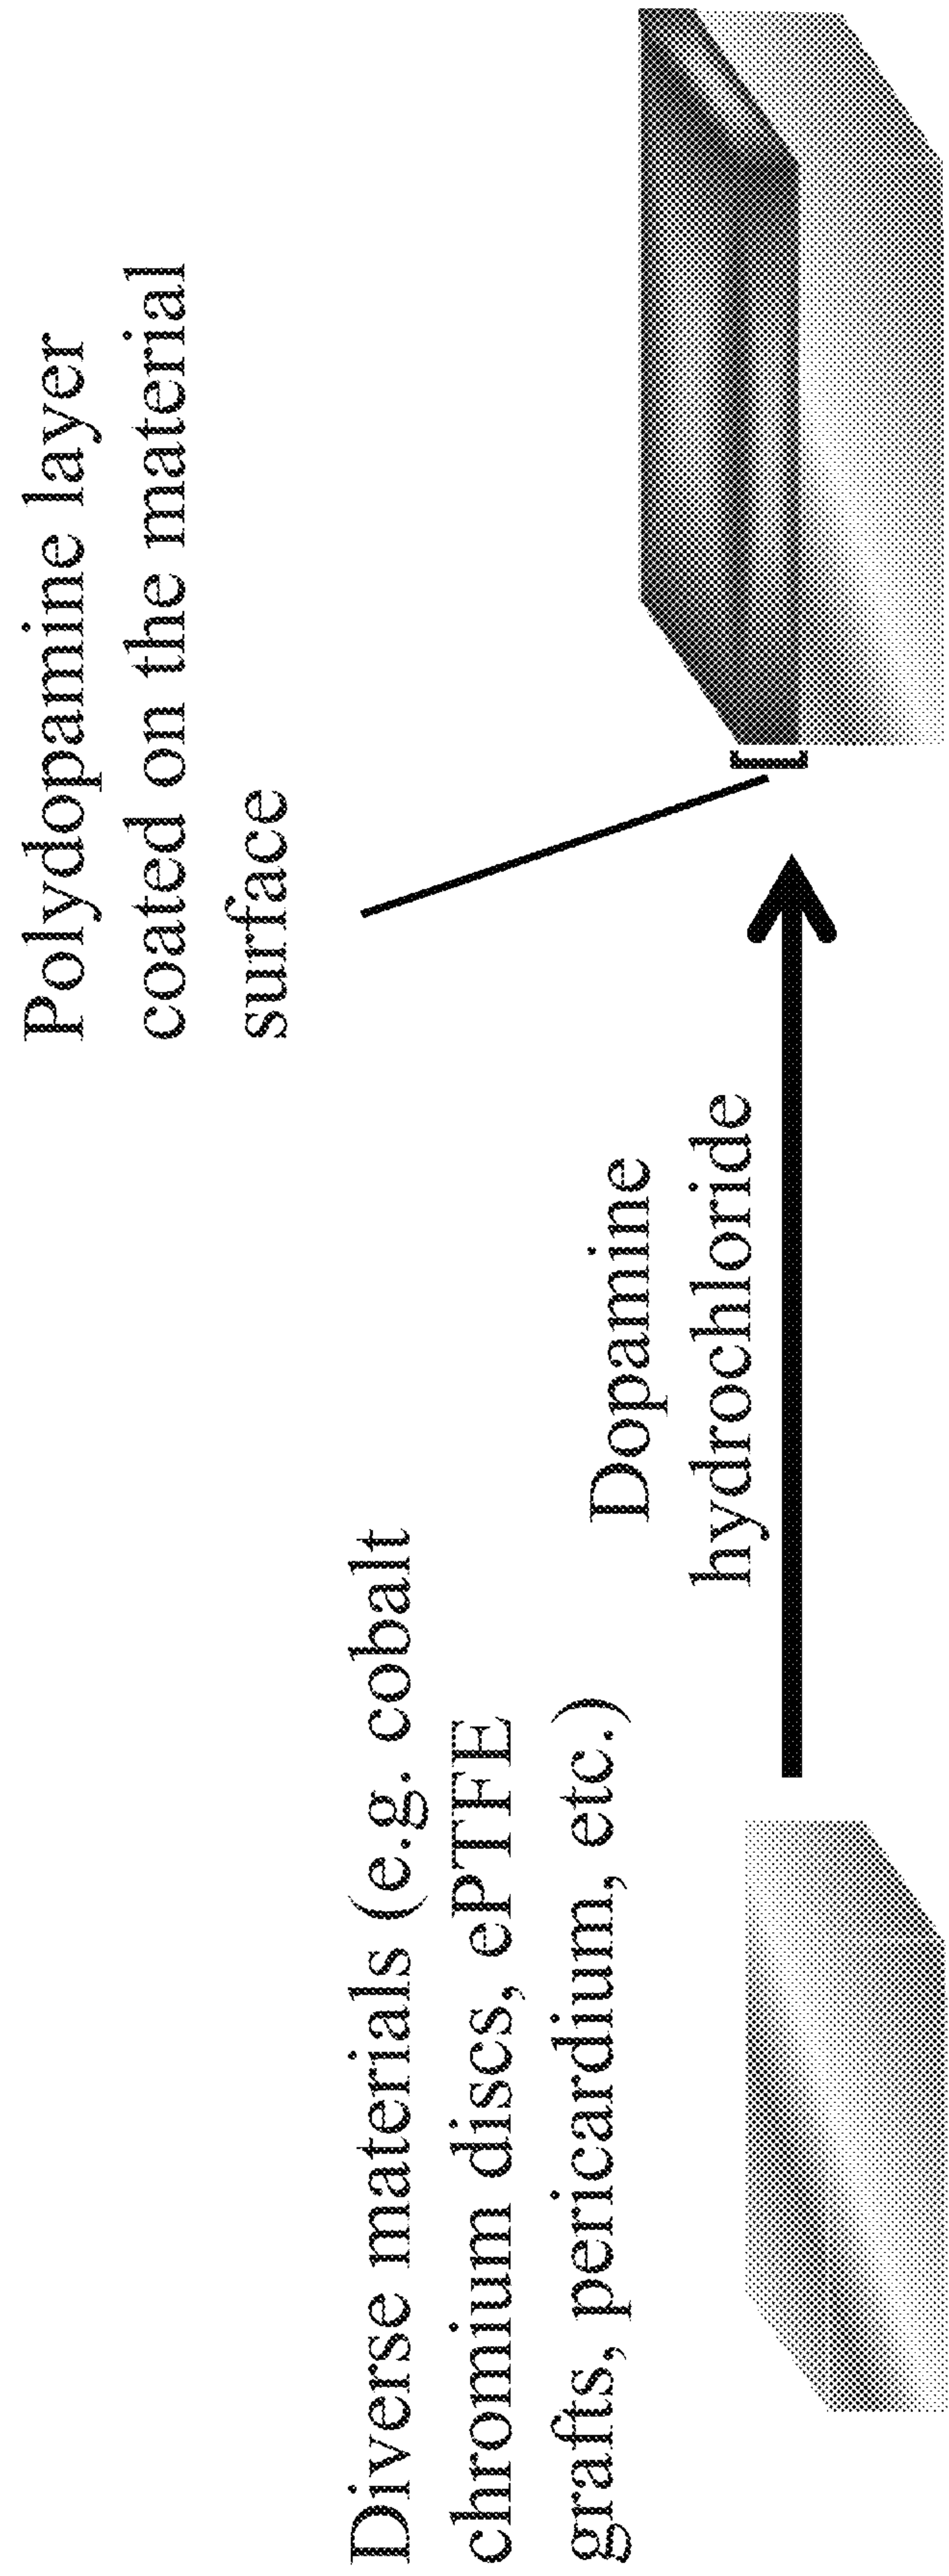 Diverse materials (e.g. cobalt
chromium discs, ePTFE
grafts, pericardium, etc.)
Dopamine
hydrochloride
Polydopamine layer
coated on the material
surface